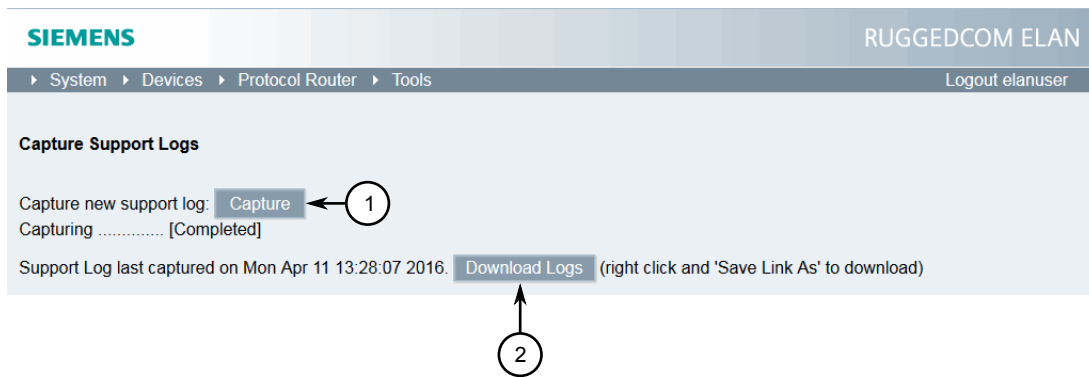 SIEMENS
RUGGEDCOM ELAN
System Devices Protocol Router Tools Logout elanuser
Capture Support Logs
Capture new support log: Capture 1
Capturing .............. [Completed]
Support Log last captured on Mon Apr 11 13:28:07 2016. Download Logs (right click and 'Save Link As' to download)
2